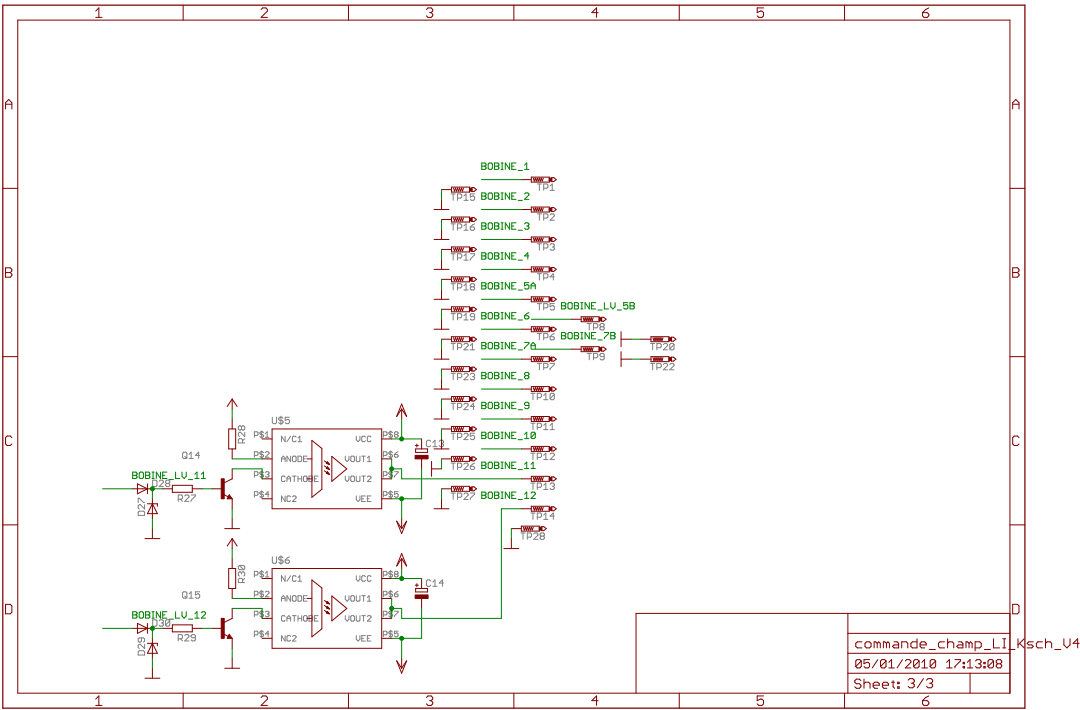 1 2 3 4 5 6
A A
BOBINE_1
TP1
TP15 BOBINE_2
TP2
TP16 BOBINE_3
TP3
B B
TP17 BOBINE_4
TP4
TP18 BOBINE_5A
TP5 BOBINE_LV_5B
TP19 BOBINE_6
TP8
TP6 BOBINE_7B
TP21 BOBINE_7A
TP20
TP9
TP7 TP22
TP23 BOBINE_8
TP10
TP24 BOBINE_9
TP11
U$5
C C
R28 P$1 N/C1 VCC P$8 C13 TP25 BOBINE_10
TP12
Q14 P$2 ANODE VOUT1 P$6
TP26 BOBINE_11
BOBINE_LV_11 P$3 CATHODE VOUT2 P$7
D28 TP13
R27 P$4 NC2 VEE P$5 TP27 BOBINE_12
D27
TP14
TP28
U$6
R30 P$1 N/C1 VCC P$8 C14
Q15 P$2 ANODE VOUT1 P$6
D D
BOBINE_LV_12 P$3 CATHODE VOUT2 P$7
D30
R29 P$4 NC2 VEE P$5
D29
commande_champ_LI_Ksch_V4
05/01/2010 17:13:08
Sheet: 3/3
1 2 3 4 5 6